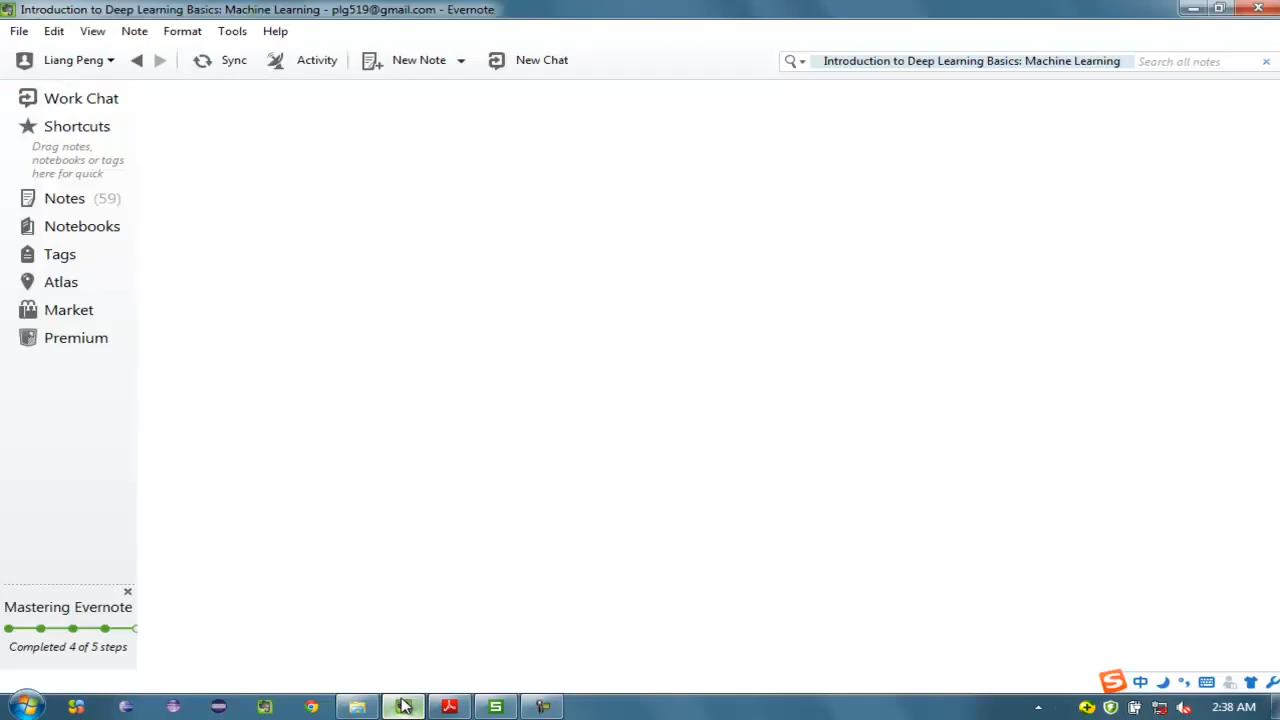 Introduction to Deep Learning Basics: Machine Learning - plg519@gmail.com - Evernote
File Edit View Note Format Tools Help
Liang Peng Sync Activity New Note New Chat Introduction to Deep Learning Basics: Machine Learning Search all notes
Work Chat
Shortcuts
Drag notes,
notebooks or tags
here for quick
Notes (59)
Notebooks
Tags
Atlas
Market
Premium
Mastering Evernote
Completed 4 of 5 steps
中
2:38 AM